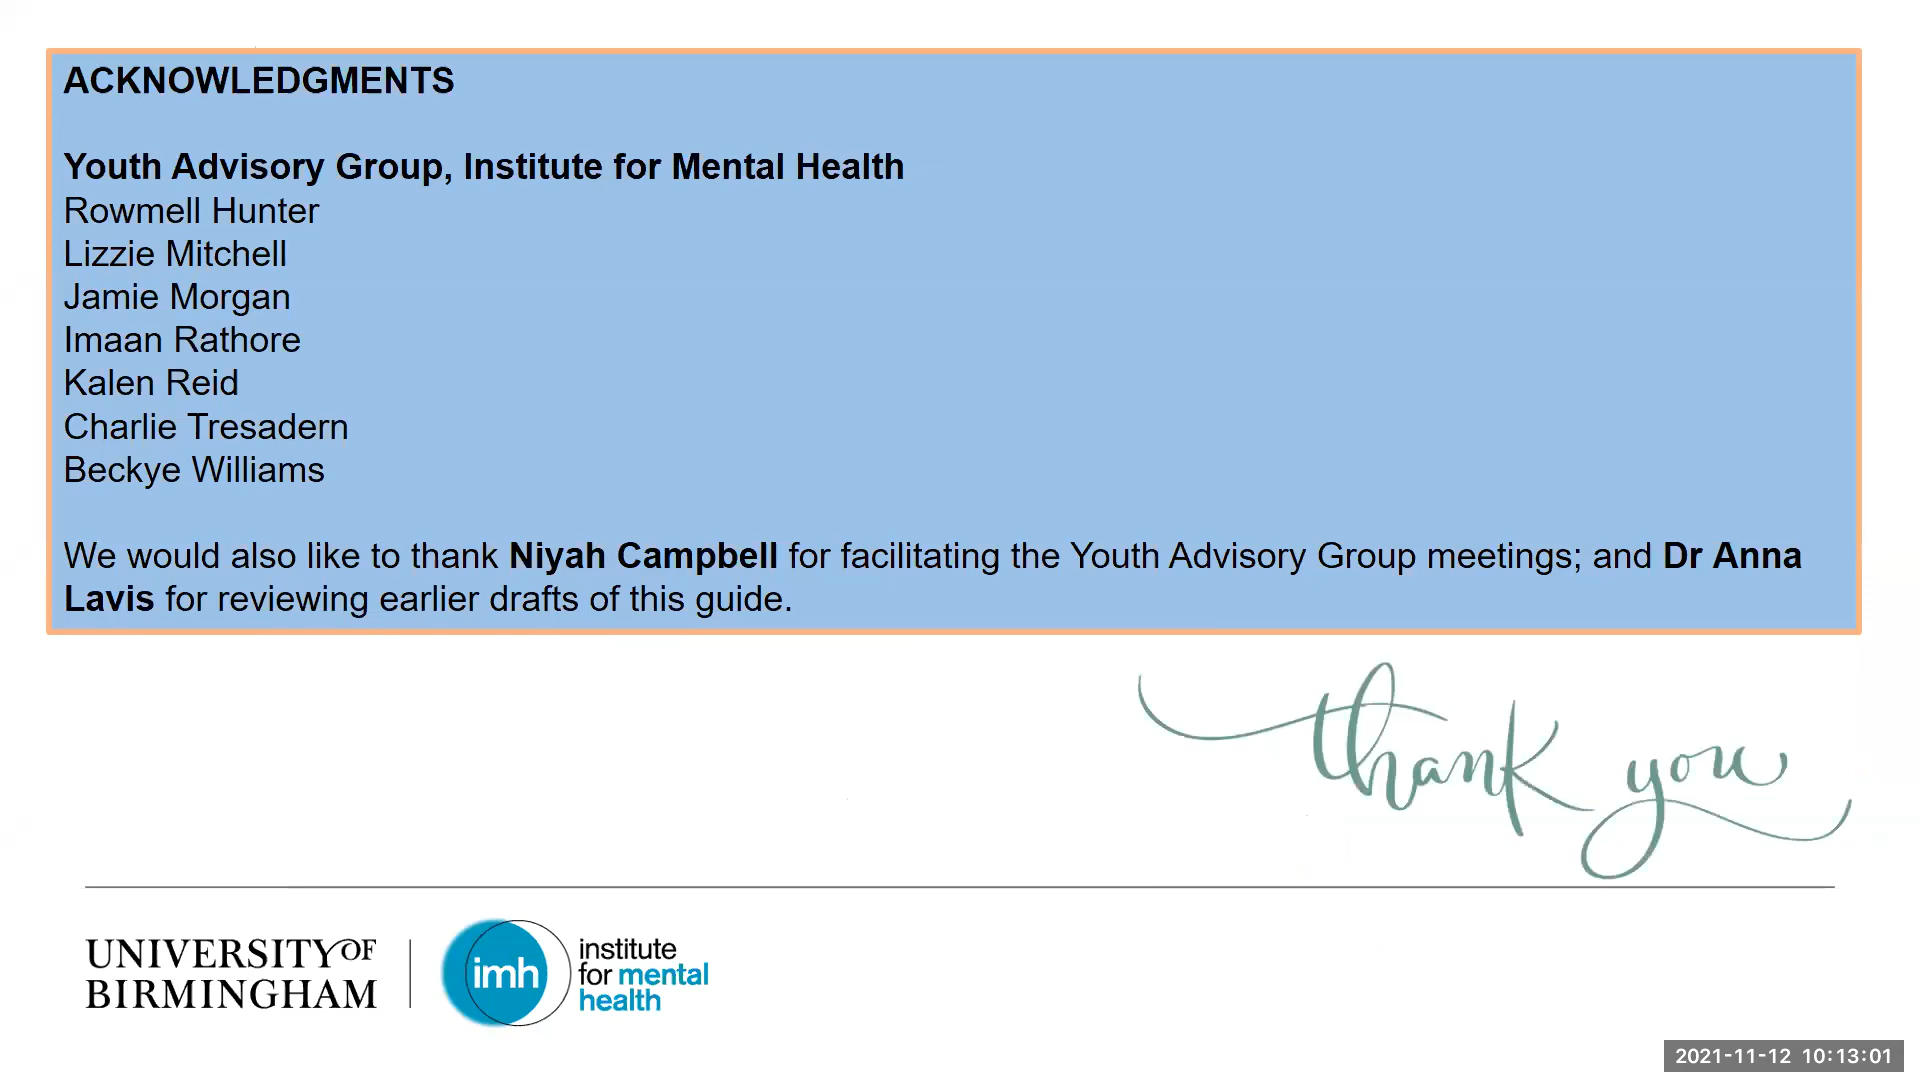 ACKNOWLEDGMENTS
Youth Advisory Group, Institute for Mental Health
Rowmell Hunter
Lizzie Mitchell
Jamie Morgan
Imaan Rathore
Kalen Reid
Charlie Tresadern
Beckye Williams
We would also like to thank Niyah Campbell for facilitating the Youth Advisory Group meetings; and Dr Anna
Lavis for reviewing earlier drafts of this guide.
thank you
UNIVERSITY OF
BIRMINGHAM
imh
institute
for mental
health
2021-11-12 10:13:01